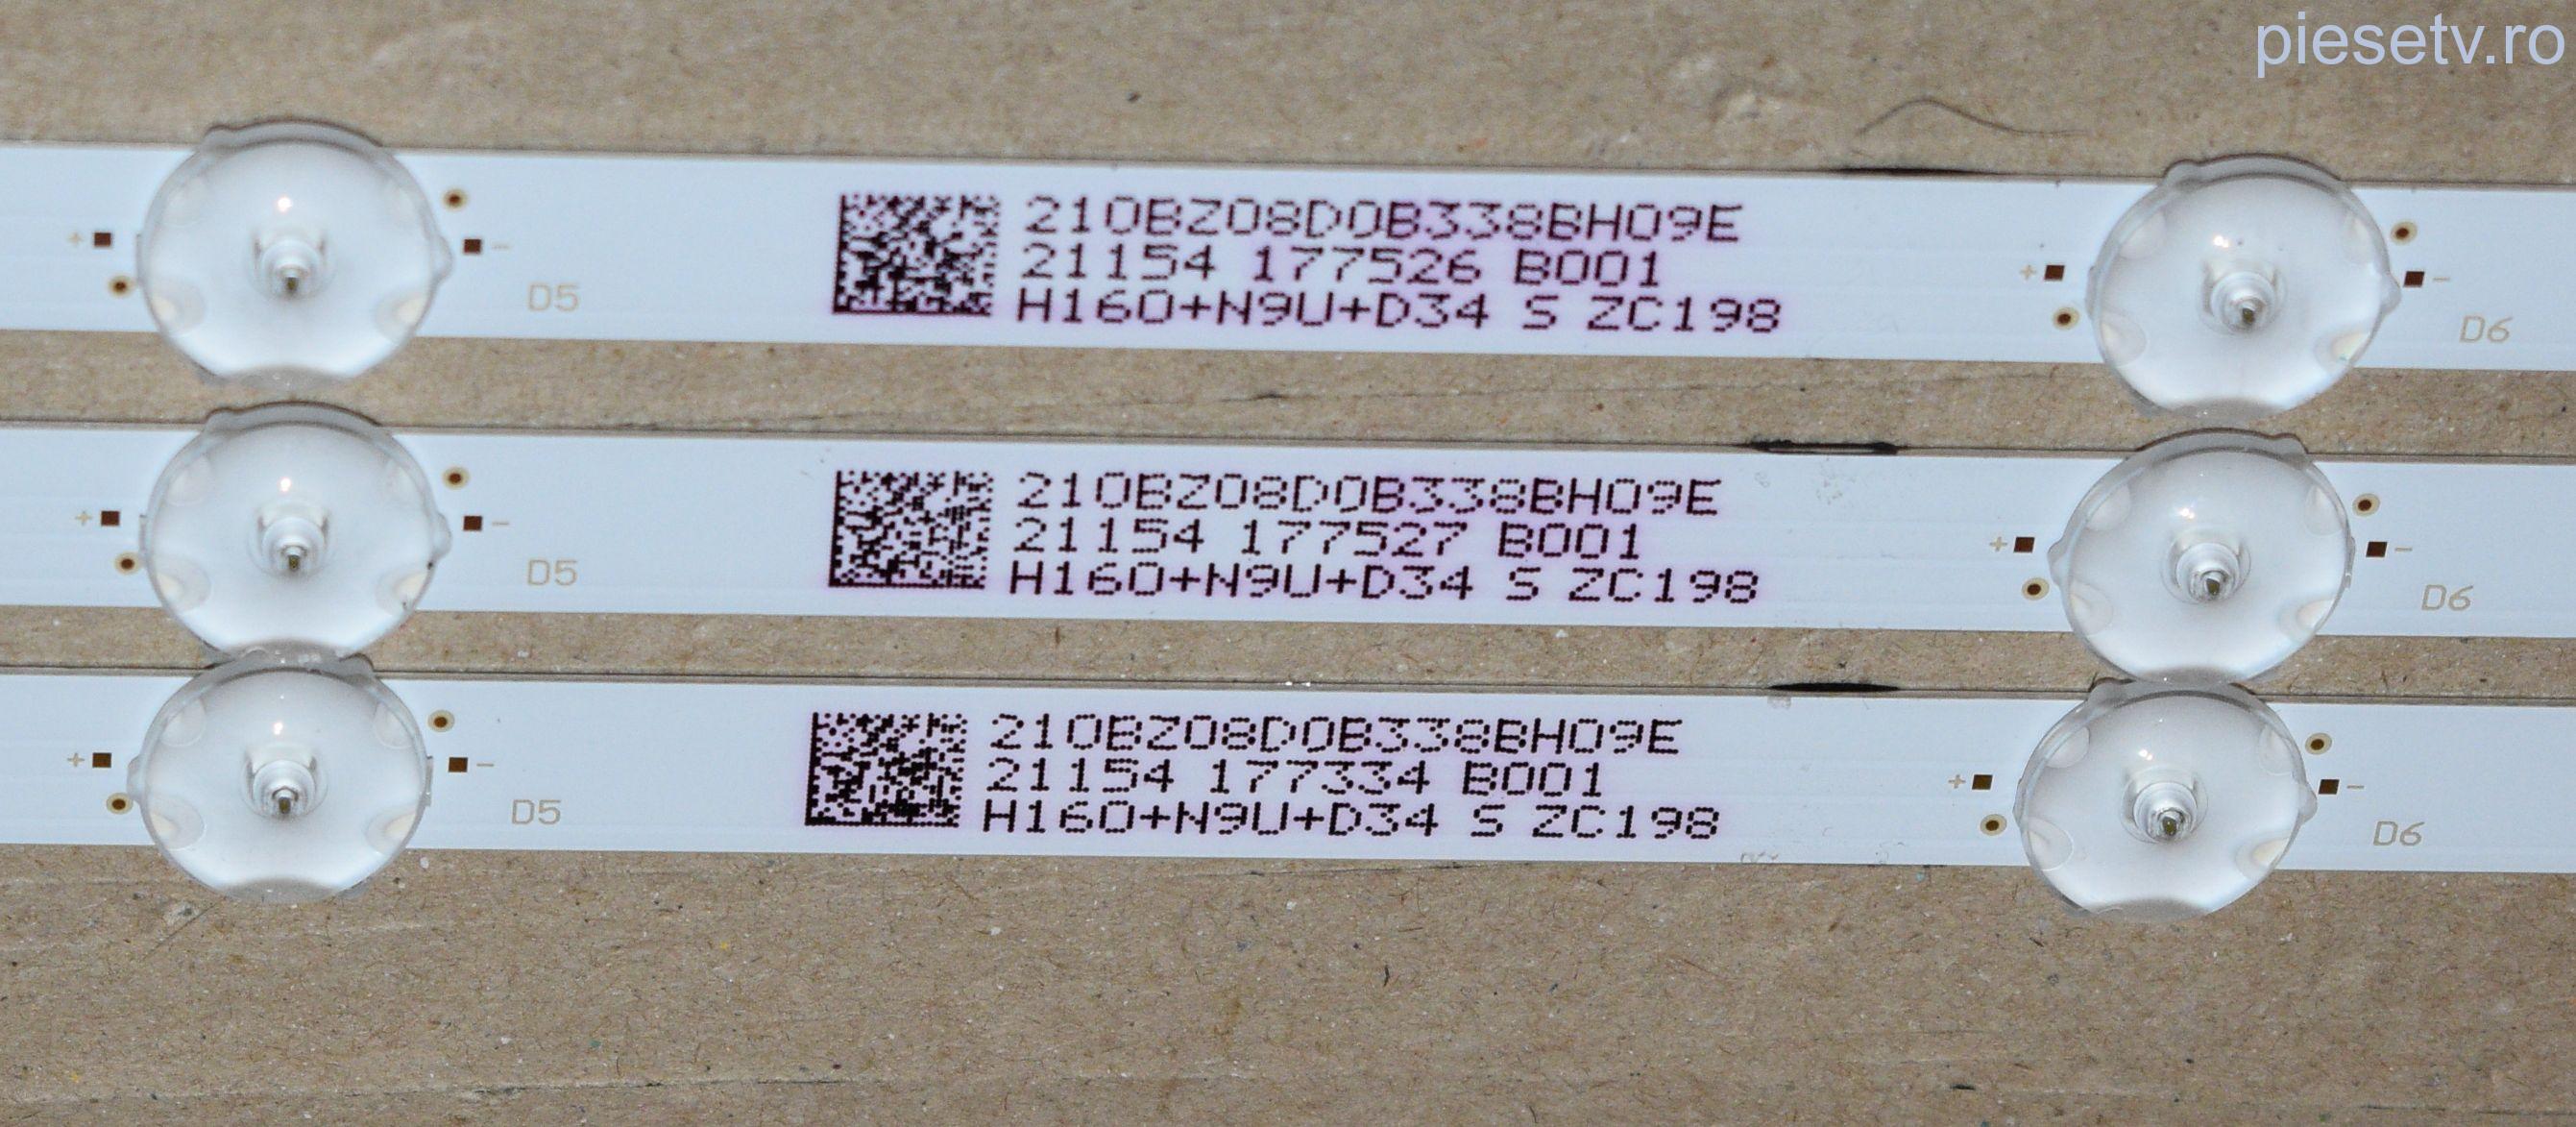 piesetv.ro
210BZ08D0B338BH09E
21154 177526 B001
H160+N9U+D34 S ZC198
+ - D5 + - D6
210BZ08D0B338BH09E
21154 177527 B001
H160+N9U+D34 S ZC198
+ - D5 + - D6
210BZ08D0B338BH09E
21154 177334 B001
H160+N9U+D34 S ZC198
+ - D5 + - D6